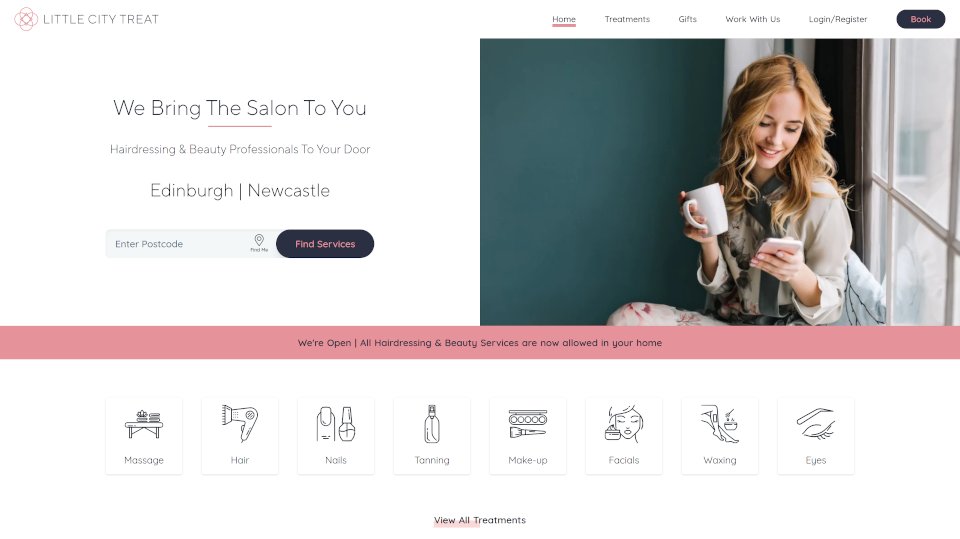 LITTLE CITY TREAT
Home
Treatments
Gifts
Work With Us
Login/Register
Book
We Bring The Salon To You
Hairdressing & Beauty Professionals To Your Door
Edinburgh | Newcastle
Enter Postcode
Find Me
Find Services
We're Open | All Hairdressing & Beauty Services are now allowed in your home
Massage
Hair
Nails
Tanning
Make-up
Facials
Waxing
Eyes
View All Treatments